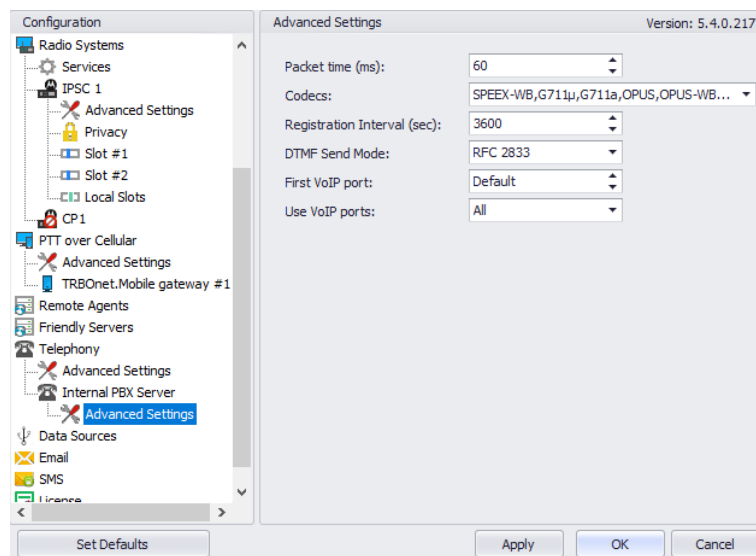 Configuration
Radio Systems
Services
IPSC 1
Advanced Settings
Privacy
Slot #1
Slot #2
Local Slots
CP1
PTT over Cellular
Advanced Settings
TRBOnet.Mobile gateway #1
Remote Agents
Friendly Servers
Telephony
Advanced Settings
Internal PBX Server
Advanced Settings
Data Sources
Email
SMS
License
Set Defaults
Advanced Settings Version: 5.4.0.217
Packet time (ms): 60
Codecs: SPEEX-WB,G711µ,G711a,OPUS,OPUS-WB...
Registration Interval (sec): 3600
DTMF Send Mode: RFC 2833
First VoIP port: Default
Use VoIP ports: All
Apply OK Cancel